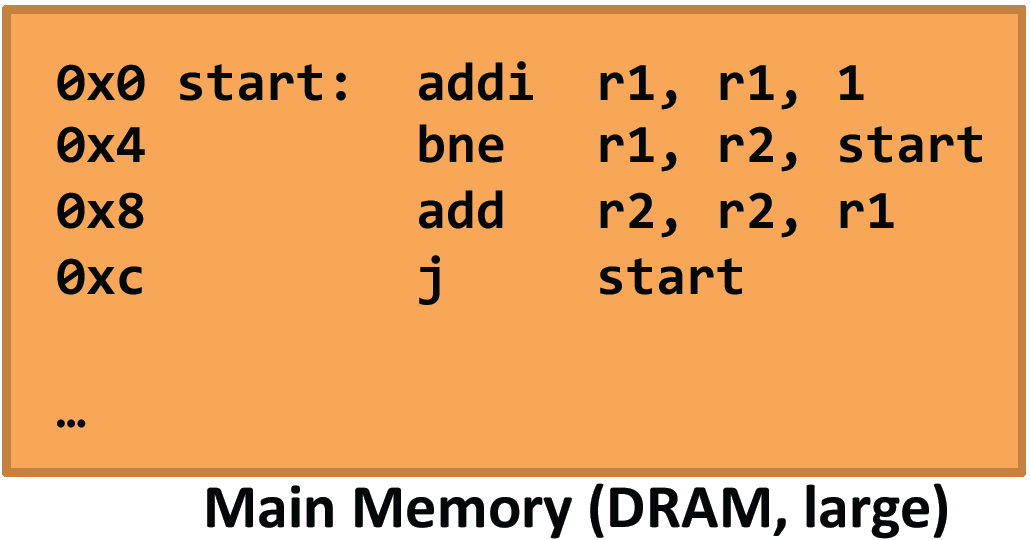 0x0 start: addi r1, r1, 1
0x4 bne r1, r2, start
0x8 add r2, r2, r1
0xc j start
…
Main Memory (DRAM, large)